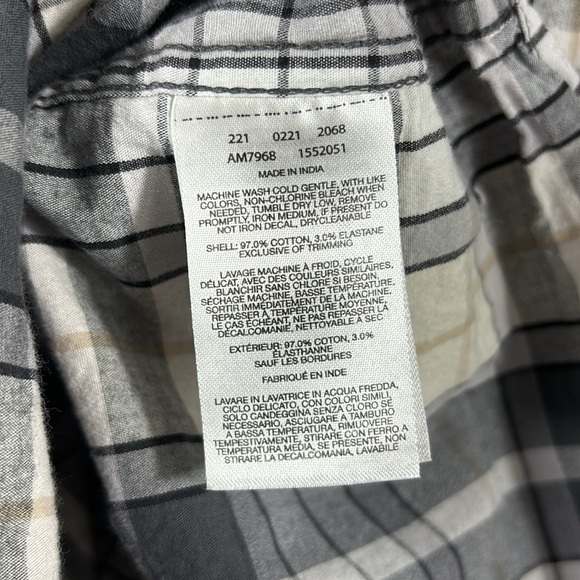 221 0221 2068
AM7968 1552051
MADE IN INDIA
MACHINE WASH COLD GENTLE, WITH LIKE
COLORS, NON-CHLORINE BLEACH WHEN
NEEDED, TUMBLE DRY LOW, REMOVE
PROMPTLY, IRON MEDIUM, IF PRESENT DO
NOT IRON DECAL, DRYCLEANABLE
SHELL: 97.0% COTTON, 3.0% ELASTANE
EXCLUSIVE OF TRIMMING
LAVAGE MACHINE À FROID, CYCLE
DÉLICAT, AVEC DES COULEURS SIMILAIRES,
BLANCHIR SANS CHLORE SI BESOIN,
SÉCHAGE MACHINE, BASSE TEMPÉRATURE,
SORTIR IMMÉDIATEMENT DE LA MACHINE,
REPASSER À TEMPÉRATURE MOYENNE,
LE CAS ÉCHÉANT, NE PAS REPASSER LA
DÉCALCOMANIE, NETTOYABLE À SEC
EXTÉRIEUR: 97.0% COTTON, 3.0%
ÉLASTHANNE
SAUF LES BORDURES
FABRIQUÉ EN INDE
LAVARE IN LAVATRICE IN ACQUA FREDDA,
CICLO DELICATO, CON COLORI SIMILI,
SOLO CANDEGGINA SENZA CLORO SE
NECESSARIO, ASCIUGARE A TAMBURO
A BASSA TEMPERATURA, RIMUOVERE
TEMPESTIVAMENTE, STIRARE CON FERRO A
TEMPERATURA MEDIA, SE PRESENTE, NON
STIRARE LA DECALCOMANIA, LAVABILE